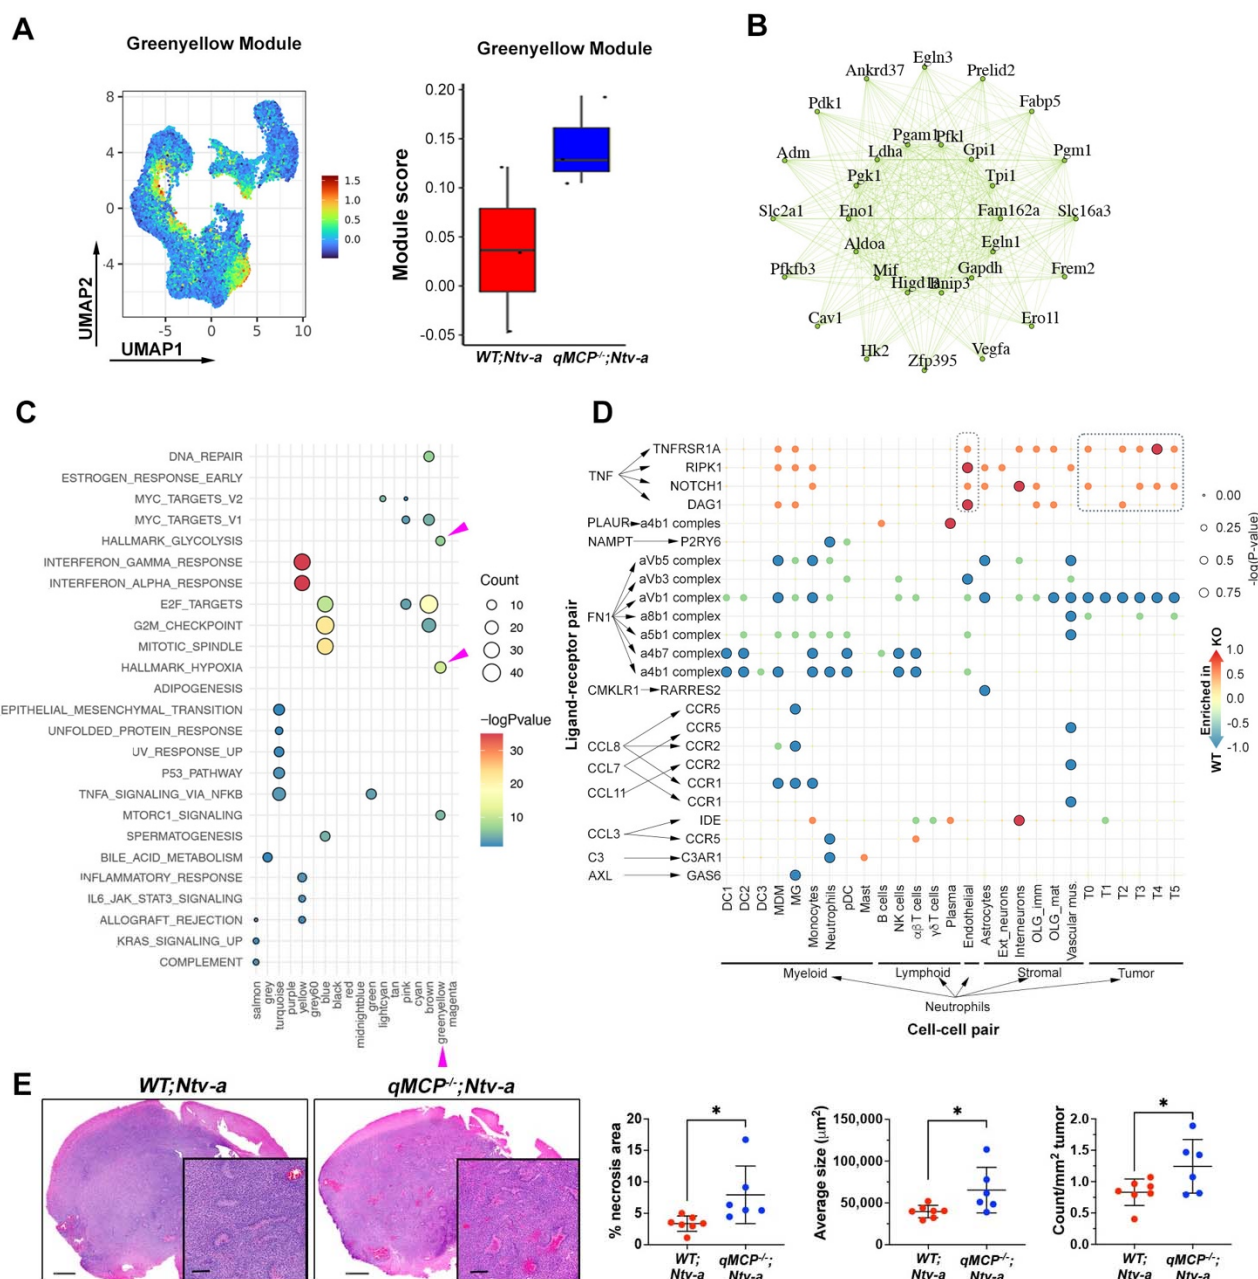 A
Greenyellow Module
8
4
0
-4
-5
0
5
10
1.5
1.0
0.5
0.0
UMAP2
UMAP1
Greenyellow Module
Module score
0.20
0.15
0.10
0.05
0.00
-0.05
WT;Ntv-a
qMCP-/-;Ntv-a
B
Egln3
Ankrd37
Prelid2
Pdk1
Fabp5
Pgam1
Pfkl
Adm
Ldha
Gpi1
Pgm1
Pgk1
Tpi1
Slc2a1
Eno1
Fam162a
Slc16a3
Aldoa
Egln1
Pfkfb3
Mif
Gapdh
Frem2
Higd1a
Bnip3
Cav1
Ero1l
Hk2
Vegfa
Zfp395
C
DNA_REPAIR
ESTROGEN_RESPONSE_EARLY
MYC_TARGETS_V2
MYC_TARGETS_V1
HALLMARK_GLYCOLYSIS
INTERFERON_GAMMA_RESPONSE
INTERFERON_ALPHA_RESPONSE
E2F_TARGETS
G2M_CHECKPOINT
MITOTIC_SPINDLE
HALLMARK_HYPOXIA
ADIPOGENESIS
EPITHELIAL_MESENCHYMAL_TRANSITION
UNFOLDED_PROTEIN_RESPONSE
UV_RESPONSE_UP
P53_PATHWAY
TNFA_SIGNALING_VIA_NFKB
MTORC1_SIGNALING
SPERMATOGENESIS
BILE_ACID_METABOLISM
INFLAMMATORY_RESPONSE
IL6_JAK_STAT3_SIGNALING
ALLOGRAFT_REJECTION
KRAS_SIGNALING_UP
COMPLEMENT
salmon
grey
turquoise
purple
yellow
grey60
blue
black
red
midnightblue
green
lightcyan
tan
pink
cyan
brown
greenyellow
magenta
Count
10
20
30
40
−logPvalue
30
20
10
D
Ligand-receptor pair
TNF
PLAUR
NAMPT
FN1
CMKLR1
CCL8
CCL7
CCL11
CCL3
C3
AXL
TNFRSR1A
RIPK1
NOTCH1
DAG1
a4b1 comples
P2RY6
aVb5 complex
aVb3 complex
aVb1 complex
a8b1 complex
a5b1 complex
a4b7 complex
a4b1 complex
RARRES2
CCR5
CCR5
CCR2
CCR2
CCR1
CCR1
IDE
CCR5
C3AR1
GAS6
DC1
DC2
DC3
MDM
MG
Monocytes
Neutrophils
pDC
Mast
B cells
NK cells
αβT cells
γδ T cells
Plasma
Endothelial
Astrocytes
Ext_neurons
Interneurons
OLG_imm
OLG_mat
Vascular mus.
T0
T1
T2
T3
T4
T5
Myeloid
Lymphoid
Stromal
Tumor
Neutrophils
Cell-cell pair
0.00
0.25
0.5
0.75
-log(P-value)
WT Enriched in KO
1.0
0.5
0.0
-0.5
-1.0
E
WT;Ntv-a
qMCP-/-;Ntv-a
% necrosis area
20
15
10
5
0
*
WT;
Ntv-a
qMCP-/-;
Ntv-a
Average size (μm2)
150,000
100,000
50,000
0
*
WT;
Ntv-a
qMCP-/-;
Ntv-a
Count/mm2 tumor
2.0
1.5
1.0
0.5
0.0
*
WT;
Ntv-a
qMCP-/-;
Ntv-a